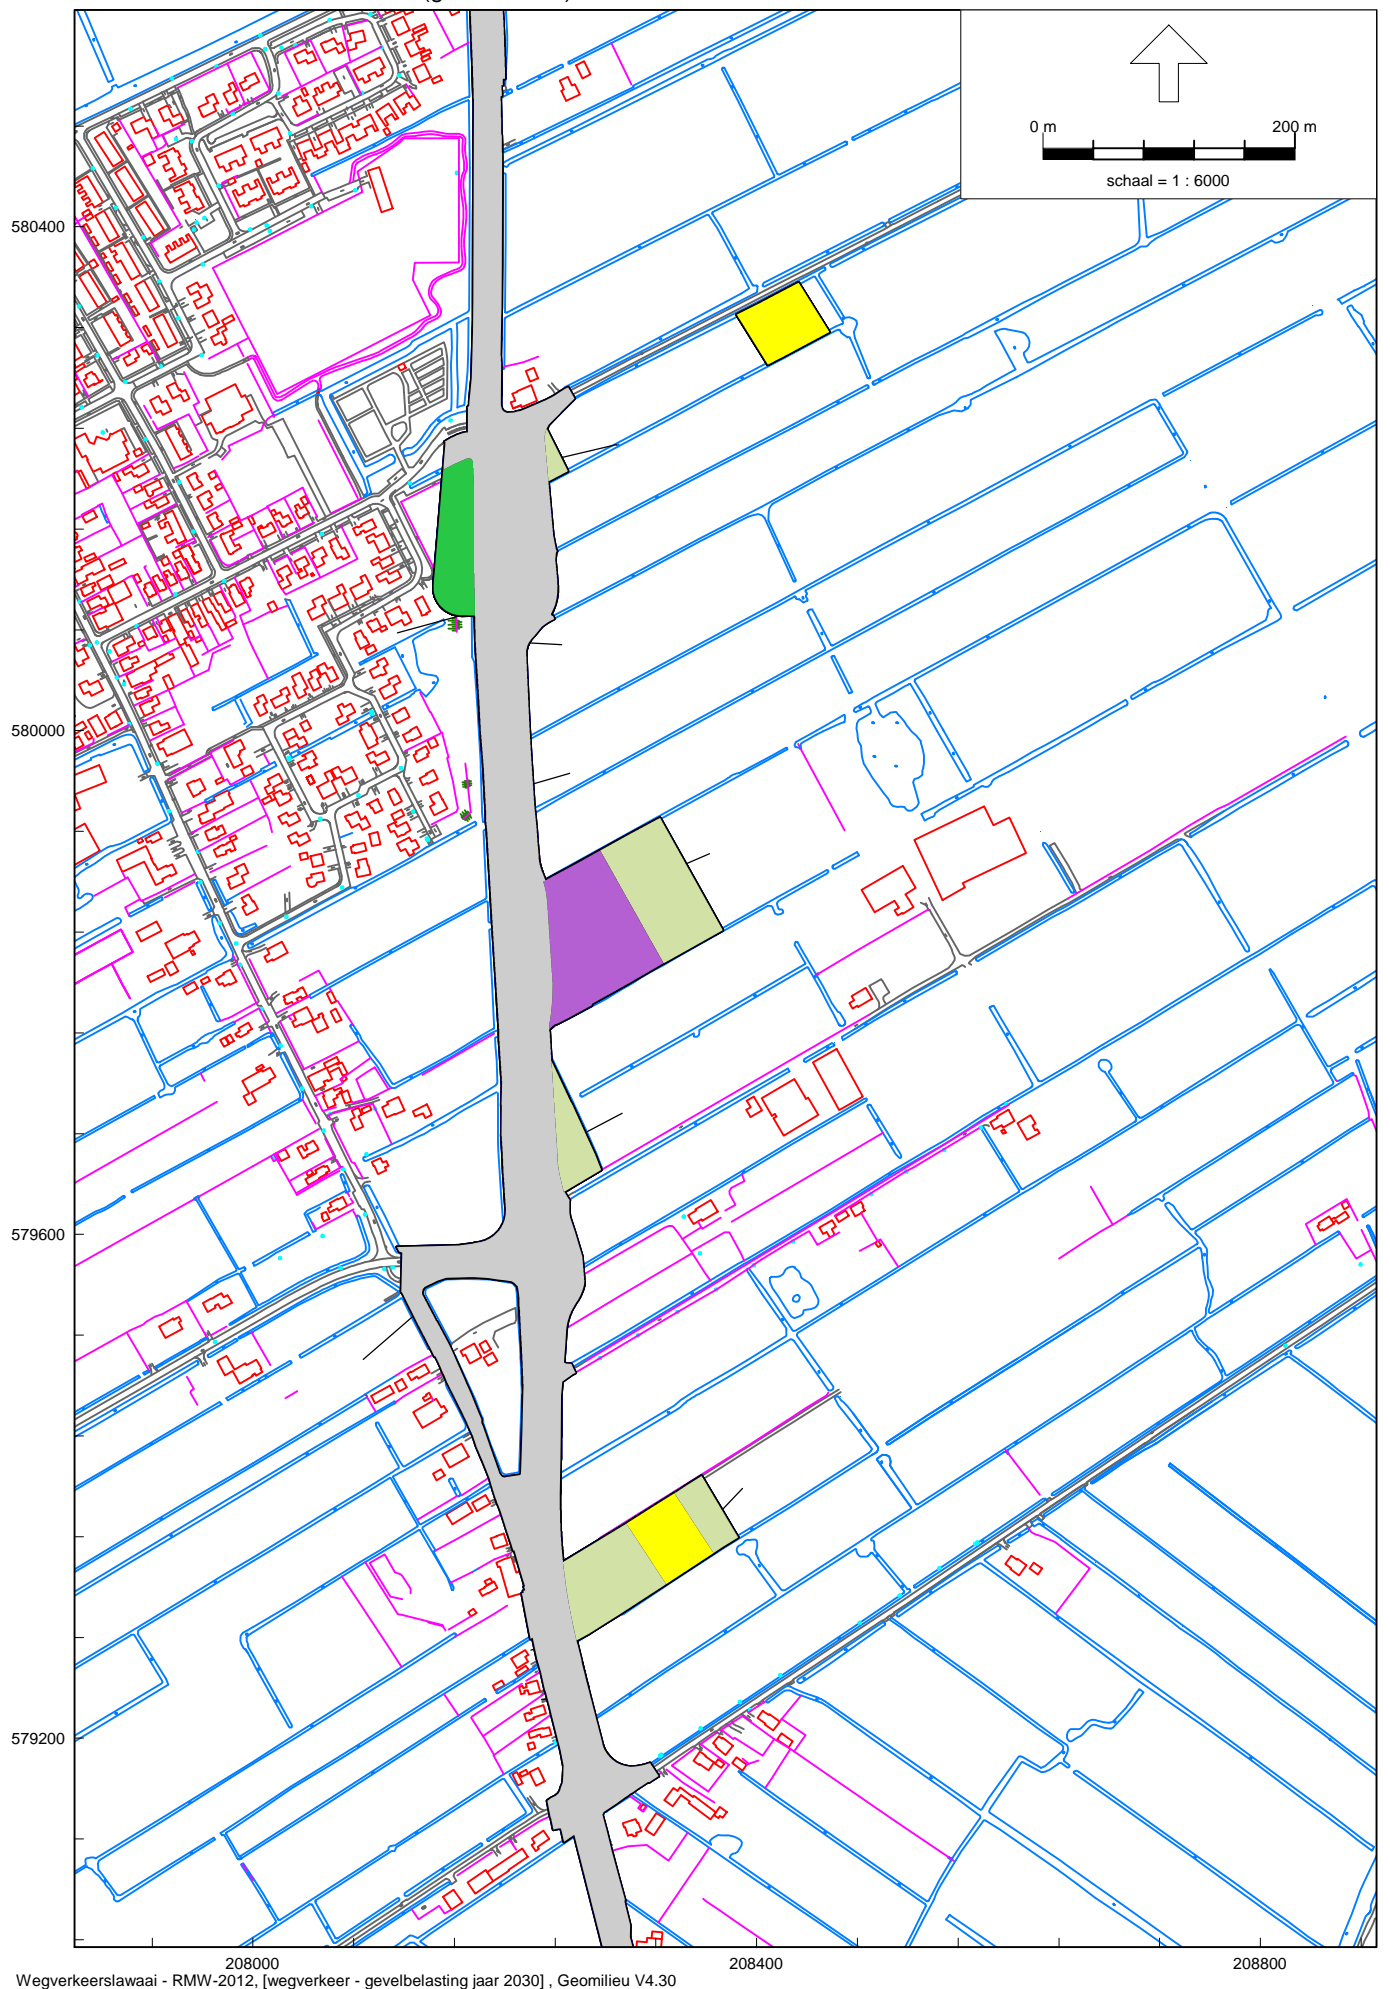 0 m 200 m
schaal = 1 : 6000
580400
580000
579600
579200
208000 208400 208800
Wegverkeerslawaai - RMW-2012, [wegverkeer - gevelbelasting jaar 2030] , Geomilieu V4.30